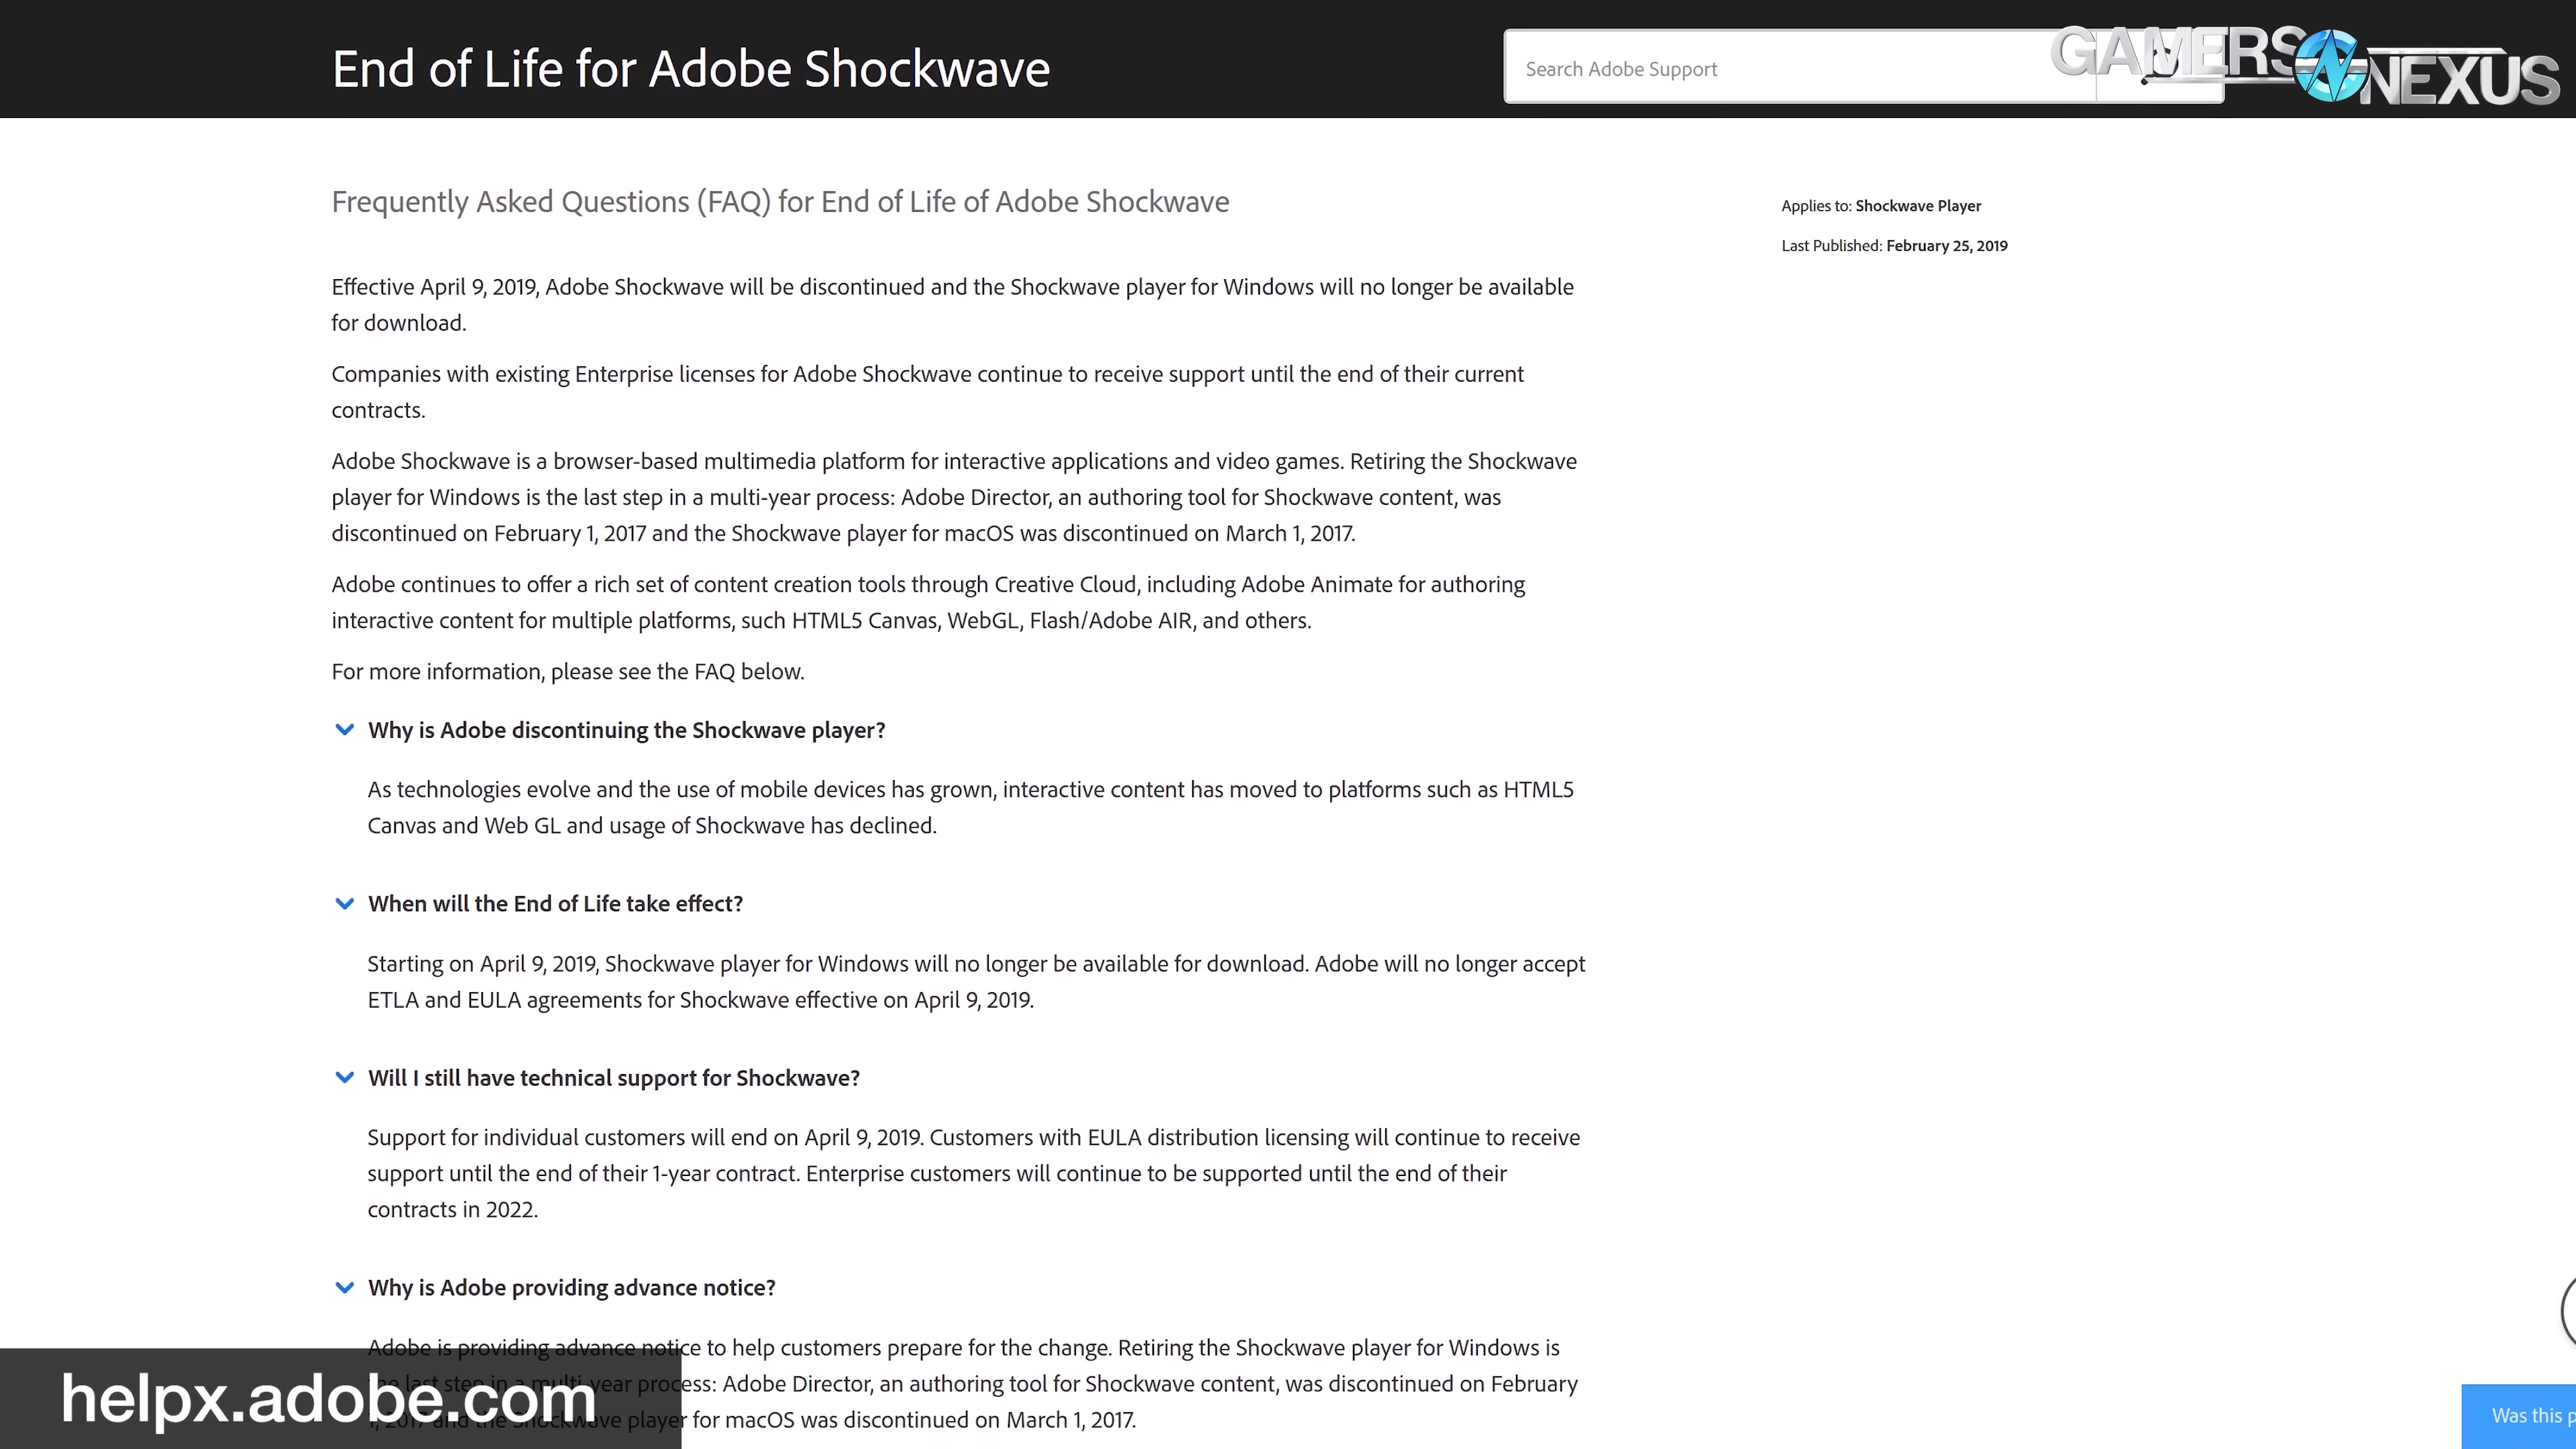 End of Life for Adobe Shockwave
Search Adobe Support
GAMERS NEXUS
Frequently Asked Questions (FAQ) for End of Life of Adobe Shockwave
Applies to: Shockwave Player
Last Published: February 25, 2019
Effective April 9, 2019, Adobe Shockwave will be discontinued and the Shockwave player for Windows will no longer be available
for download.
Companies with existing Enterprise licenses for Adobe Shockwave continue to receive support until the end of their current
contracts.
Adobe Shockwave is a browser-based multimedia platform for interactive applications and video games. Retiring the Shockwave
player for Windows is the last step in a multi-year process: Adobe Director, an authoring tool for Shockwave content, was
discontinued on February 1, 2017 and the Shockwave player for macOS was discontinued on March 1, 2017.
Adobe continues to offer a rich set of content creation tools through Creative Cloud, including Adobe Animate for authoring
interactive content for multiple platforms, such HTML5 Canvas, WebGL, Flash/Adobe AIR, and others.
For more information, please see the FAQ below.
Why is Adobe discontinuing the Shockwave player?
As technologies evolve and the use of mobile devices has grown, interactive content has moved to platforms such as HTML5
Canvas and Web GL and usage of Shockwave has declined.
When will the End of Life take effect?
Starting on April 9, 2019, Shockwave player for Windows will no longer be available for download. Adobe will no longer accept
ETLA and EULA agreements for Shockwave effective on April 9, 2019.
Will I still have technical support for Shockwave?
Support for individual customers will end on April 9, 2019. Customers with EULA distribution licensing will continue to receive
support until the end of their 1-year contract. Enterprise customers will continue to be supported until the end of their
contracts in 2022.
Why is Adobe providing advance notice?
Adobe is providing advance notice to help customers prepare for the change. Retiring the Shockwave player for Windows is
the last step in a multi-year process: Adobe Director, an authoring tool for Shockwave content, was discontinued on February
1, 2017 and the Shockwave player for macOS was discontinued on March 1, 2017.
helpx.adobe.com
Was this p